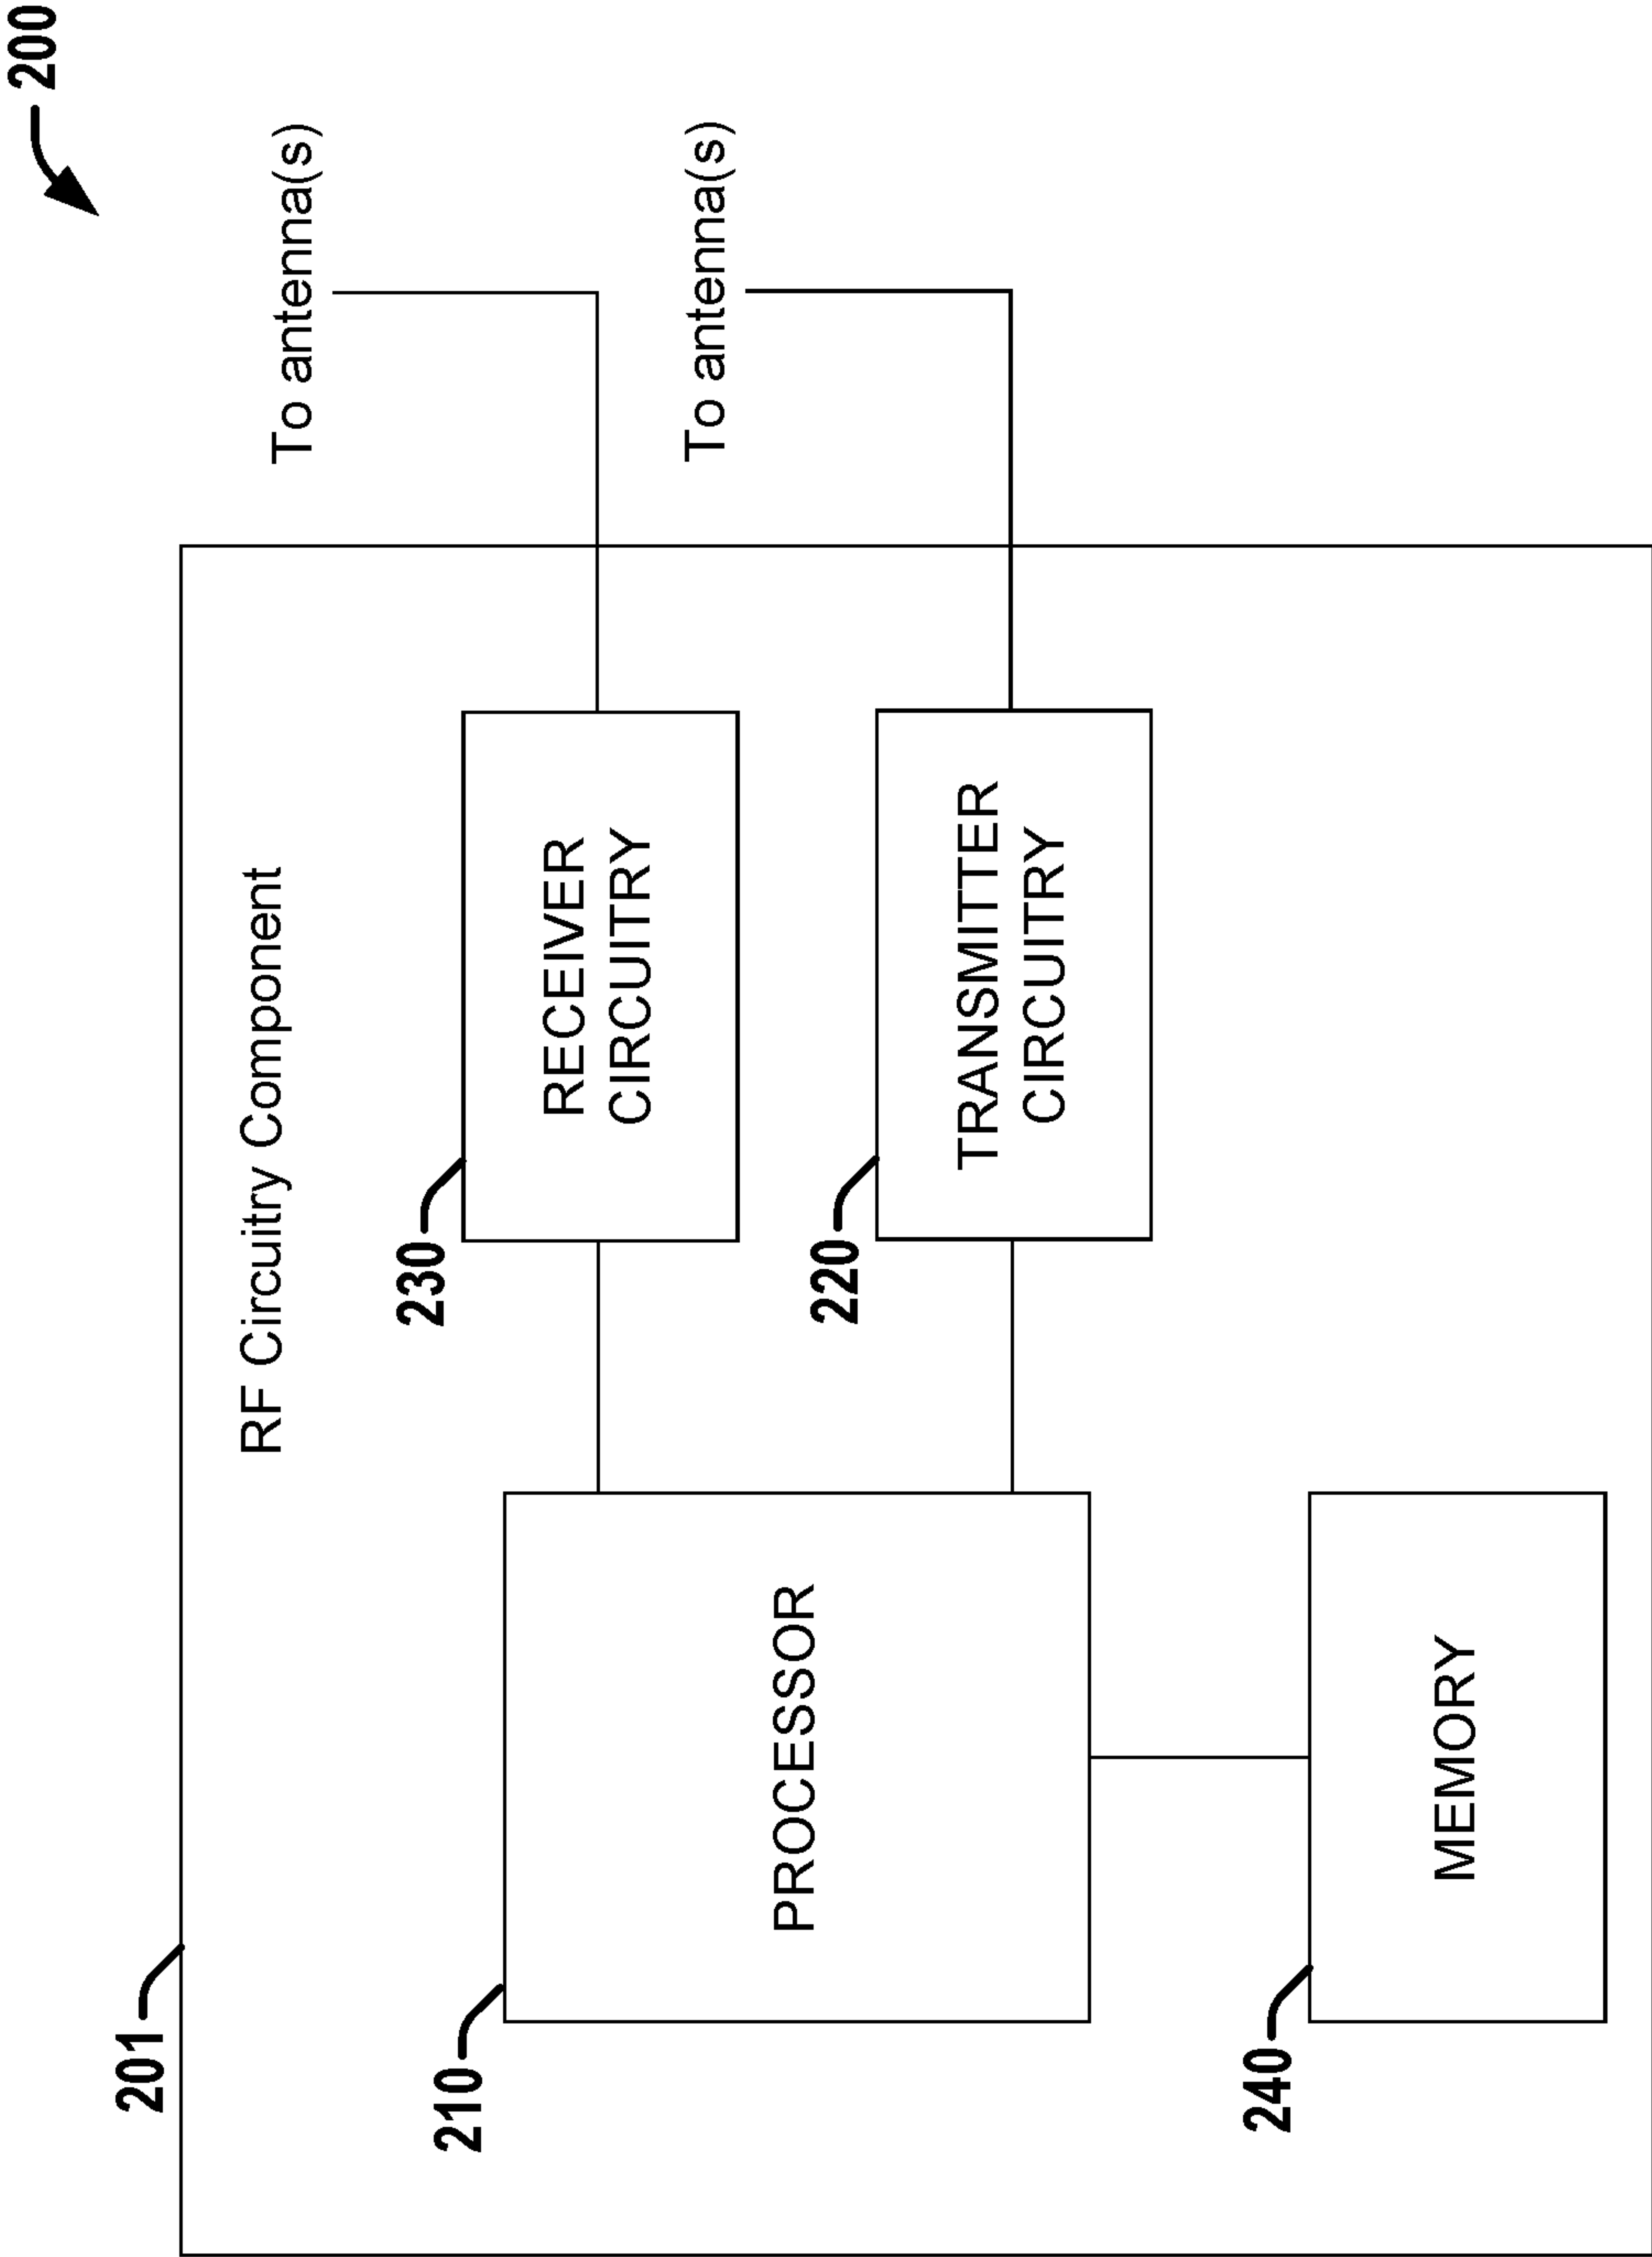 200
201
RF Circuitry Component
To antenna(s)
230
RECEIVER
CIRCUITRY
210
PROCESSOR
To antenna(s)
220
TRANSMITTER
CIRCUITRY
240
MEMORY